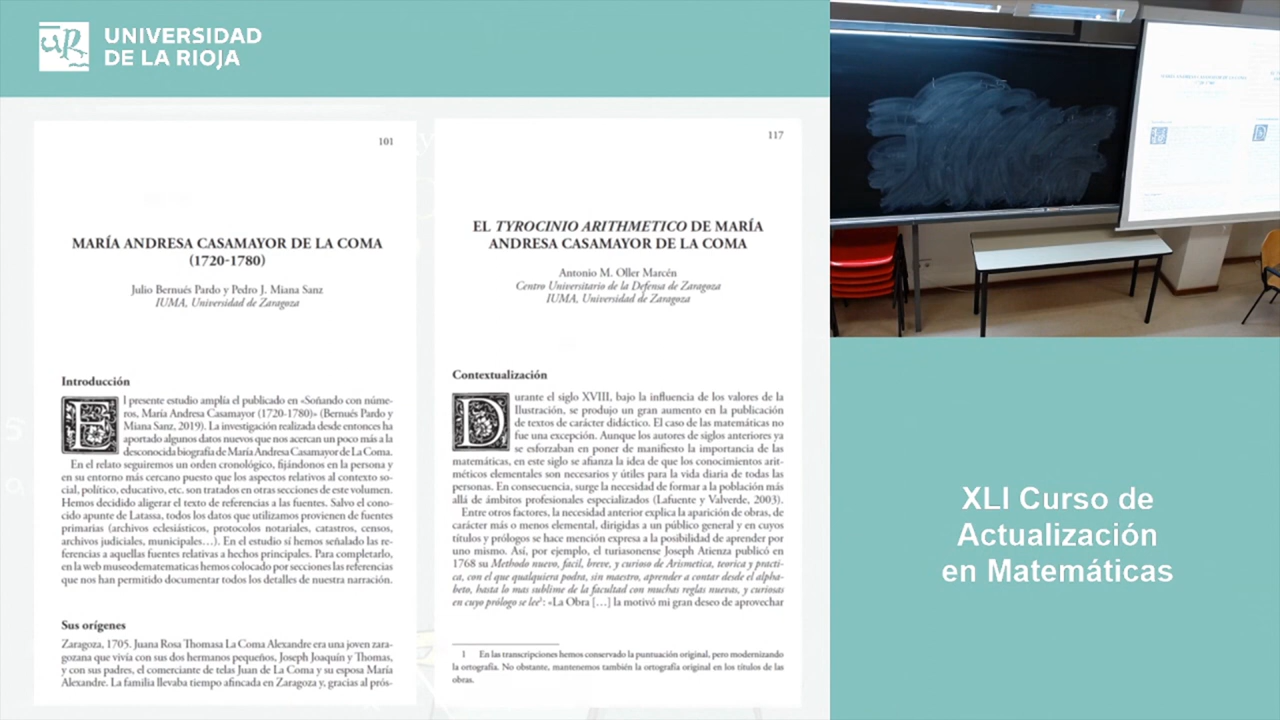 UNIVERSIDAD
DE LA RIOJA
101
MARÍA ANDRESA CASAMAYOR DE LA COMA
(1720-1780)
Julio Bernués Pardo y Pedro J. Miana Sanz
IUMA, Universidad de Zaragoza
Introducción
El presente estudio amplía el publicado en «Soñando con núme-
ros, María Andresa Casamayor (1720-1780)» (Bernués Pardo y
Miana Sanz, 2019). La investigación realizada desde entonces ha
aportado algunos datos nuevos que nos acercan un poco más a la
desconocida biografía de María Andresa Casamayor de La Coma.
En el relato seguiremos un orden cronológico, fijándonos en la persona y
en su entorno más cercano puesto que los aspectos relativos al contexto so-
cial, político, educativo, etc. son tratados en otras secciones de este volumen.
Hemos decidido aligerar el texto de referencias a las fuentes. Salvo el cono-
cido apunte de Latassa, todos los datos que utilizamos provienen de fuentes
primarias (archivos eclesiásticos, protocolos notariales, catastros, censos,
archivos judiciales, municipales…). En el estudio sí hemos señalado las re-
ferencias a aquellas fuentes relativas a hechos principales. Para completarlo,
en la web museodematematica hemos colocado por secciones las referencias
que nos han permitido documentar todos los detalles de nuestra narración.
Sus orígenes
Zaragoza, 1705. Juana Rosa Thomasa La Coma Alexandre era una joven zara-
gozana que vivía con sus dos hermanos pequeños, Joseph Joaquín y Thomas,
y con sus padres, el comerciante de telas Juan de La Coma y su esposa María
Alexandre. La familia llevaba tiempo afincada en Zaragoza y, gracias al prós-
117
EL TYROCINIO ARITHMETICO DE MARÍA
ANDRESA CASAMAYOR DE LA COMA
Antonio M. Oller Marcén
Centro Universitario de la Defensa de Zaragoza
IUMA, Universidad de Zaragoza
Contextualización
Durante el siglo XVIII, bajo la influencia de los valores de la
Ilustración, se produjo un gran aumento en la publicación
de textos de carácter didáctico. El caso de las matemáticas no
fue una excepción. Aunque los autores de siglos anteriores ya
se esforzaban en poner de manifiesto la importancia de las
matemáticas, en este siglo se afianza la idea de que los conocimientos arit-
méticos elementales son necesarios y útiles para la vida diaria de todas las
personas. En consecuencia, surge la necesidad de formar a la población más
allá de ámbitos profesionales especializados (Lafuente y Valverde, 2003).
Entre otros factores, la necesidad anterior explica la aparición de obras, de
carácter más o menos elemental, dirigidas a un público general y en cuyos
títulos y prólogos se hace mención expresa a la posibilidad de aprender por
uno mismo. Así, por ejemplo, el turiasonense Joseph Atienza publicó en
1768 su Methodo nuevo, facil, breve, y curioso de Arismetica, teorica y practi-
ca, con el que qualquiera podra, sin maestro, aprender a contar desde el alpha-
beto, hasta lo mas sublime de la facultad con muchas reglas nuevas, y curiosas
en cuyo prólogo se lee¹: «La Obra […] la motivó mi gran deseo de aprovechar
1 En las transcripciones hemos conservado la puntuación original, pero modernizando
la ortografía. No obstante, mantenemos también la ortografía original en los títulos de las
obras.
XLI Curso de
Actualización
en Matemáticas